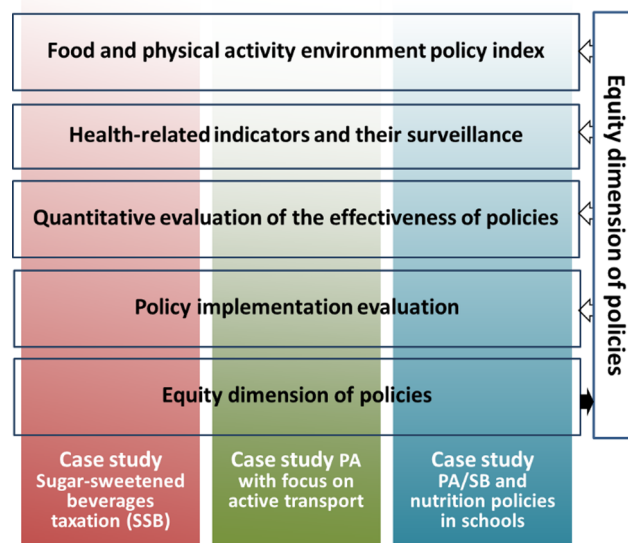 Food and physical activity environment policy index
Health-related indicators and their surveillance
Quantitative evaluation of the effectiveness of policies
Policy implementation evaluation
Equity dimension of policies
Equity dimension of policies
Case study
Sugar-sweetened
beverages
taxation (SSB)
Case study PA
with focus on
active transport
Case study
PA/SB and
nutrition policies
in schools